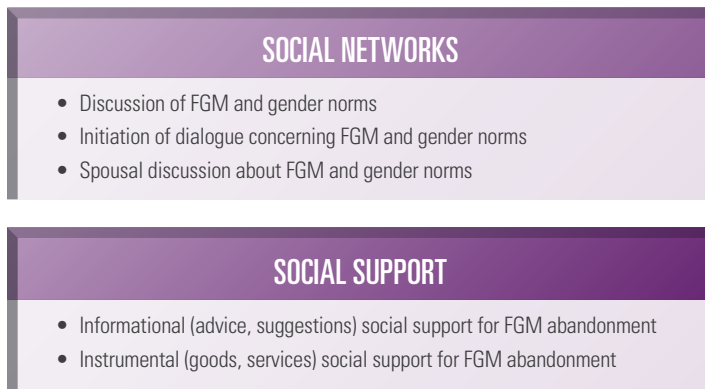 SOCIAL NETWORKS
• Discussion of FGM and gender norms
• Initiation of dialogue concerning FGM and gender norms
• Spousal discussion about FGM and gender norms
SOCIAL SUPPORT
• Informational (advice, suggestions) social support for FGM abandonment
• Instrumental (goods, services) social support for FGM abandonment